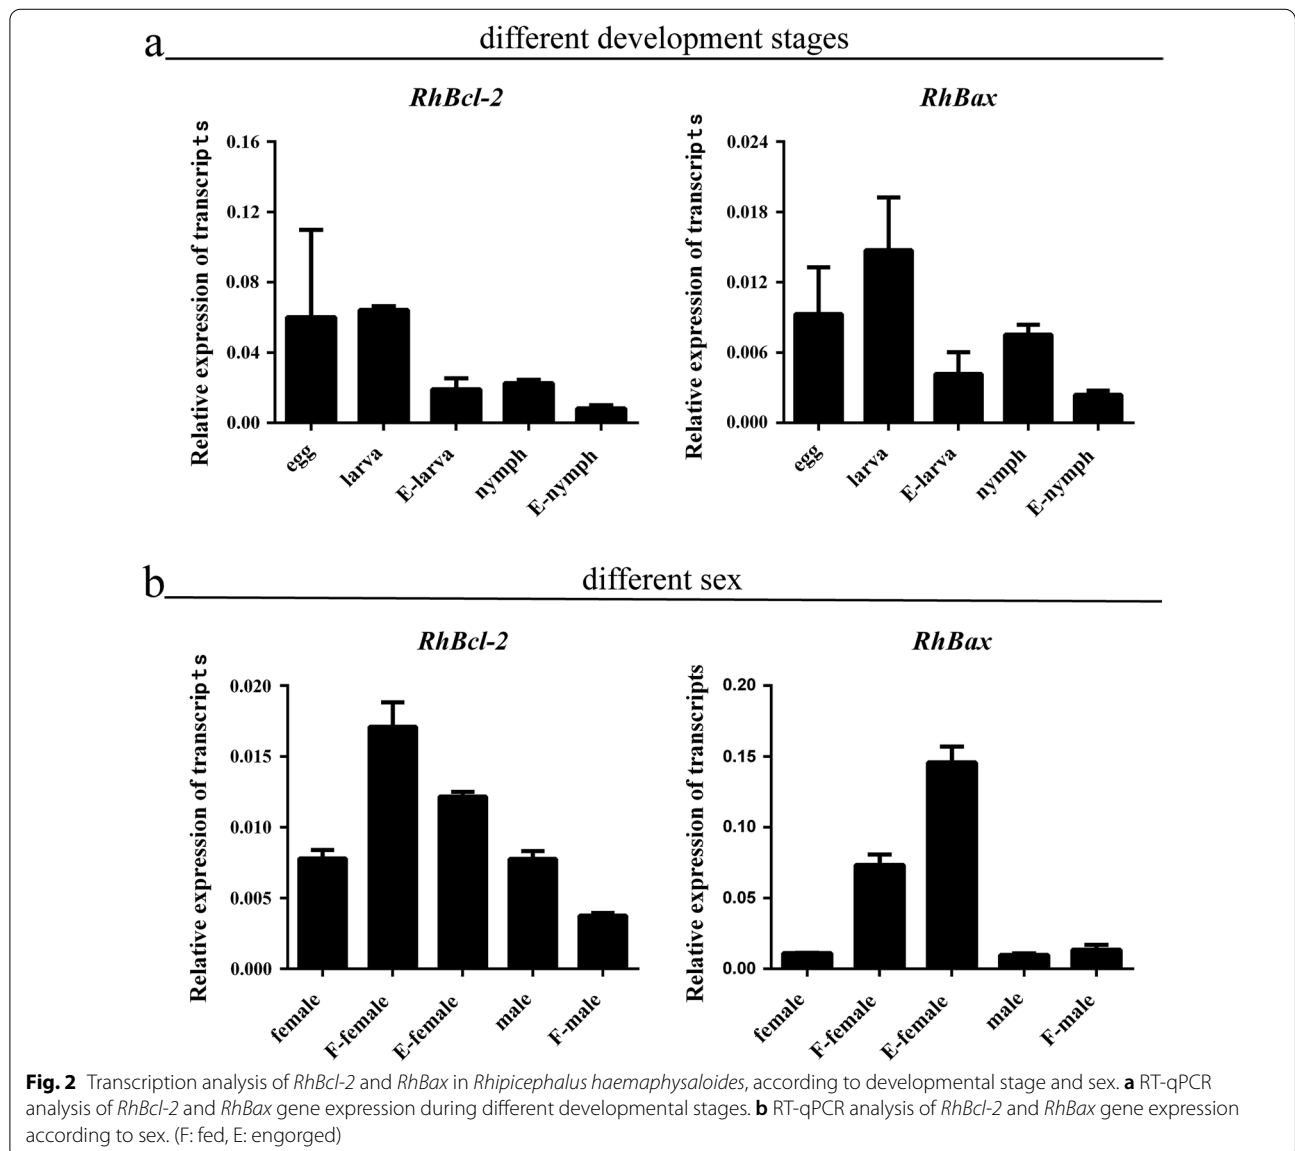 a
different development stages
RhBcl-2
Relative expression of transcripts
0.16
0.12
0.08
0.04
0.00
egg
larva
E-larva
nymph
E-nymph
RhBax
Relative expression of transcripts
0.024
0.018
0.012
0.006
0.000
egg
larva
E-larva
nymph
E-nymph
b
different sex
RhBcl-2
Relative expression of transcripts
0.020
0.015
0.010
0.005
0.000
female
F-female
E-female
male
F-male
RhBax
Relative expression of transcripts
0.20
0.15
0.10
0.05
0.00
female
F-female
E-female
male
F-male
Fig. 2 Transcription analysis of RhBcl-2 and RhBax in Rhipicephalus haemaphysaloides, according to developmental stage and sex. a RT-qPCR
analysis of RhBcl-2 and RhBax gene expression during different developmental stages. b RT-qPCR analysis of RhBcl-2 and RhBax gene expression
according to sex. (F: fed, E: engorged)